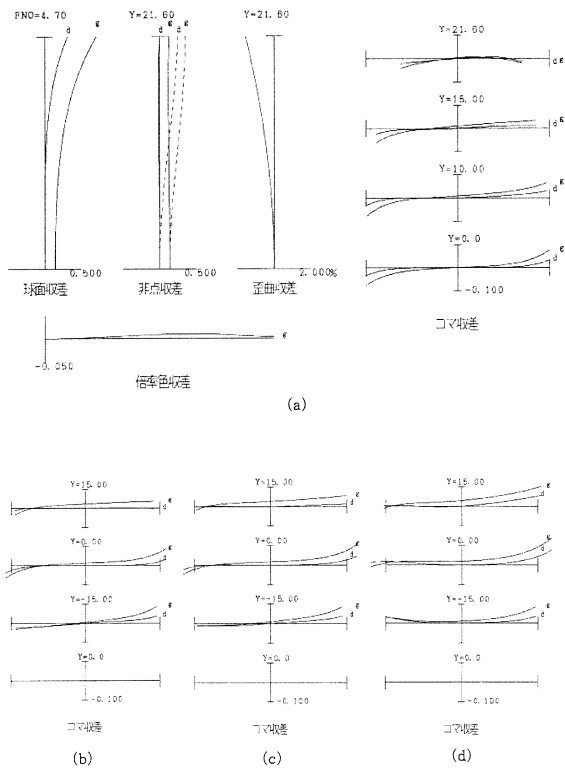 FNO=4.70
d
g
0.500
球面収差
Y=21.60
d
g
d
g
0.500
非点収差
Y=21.60
2.000%
歪曲収差
g
-0.050
倍率色収差
Y=21.60
d
g
Y=15.00
g
d
Y=10.00
g
d
Y=0.0
g
d
-0.100
コマ収差
(a)
Y=15.00
g
d
Y=0.00
g
d
Y=-15.00
g
d
Y=0.0
-0.100
コマ収差
(b)
Y=15.00
g
d
Y=0.00
g
d
Y=-15.00
g
d
Y=0.0
-0.100
コマ収差
(c)
Y=15.00
g
d
Y=0.00
g
d
Y=-15.00
g
d
Y=0.0
-0.100
コマ収差
(d)